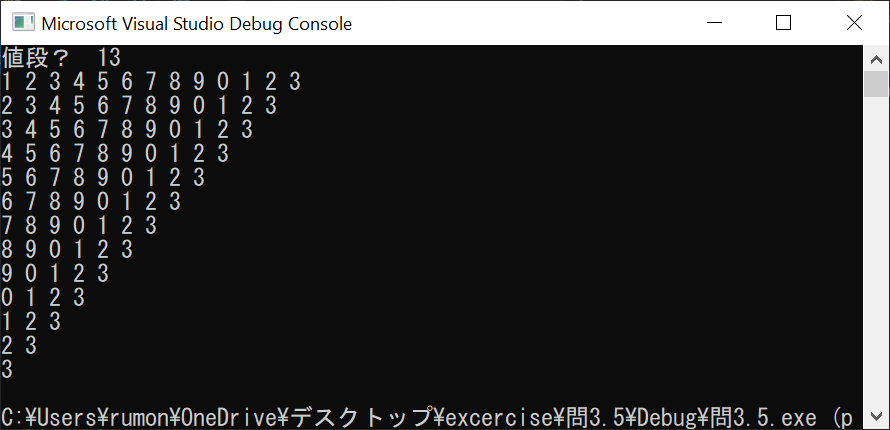 Microsoft Visual Studio Debug Console
値段？ 13
1 2 3 4 5 6 7 8 9 0 1 2 3
2 3 4 5 6 7 8 9 0 1 2 3
3 4 5 6 7 8 9 0 1 2 3
4 5 6 7 8 9 0 1 2 3
5 6 7 8 9 0 1 2 3
6 7 8 9 0 1 2 3
7 8 9 0 1 2 3
8 9 0 1 2 3
9 0 1 2 3
0 1 2 3
1 2 3
2 3
3
C:¥Users¥rumon¥OneDrive¥デスクトップ¥excercise¥問3.5¥Debug¥問3.5.exe (p